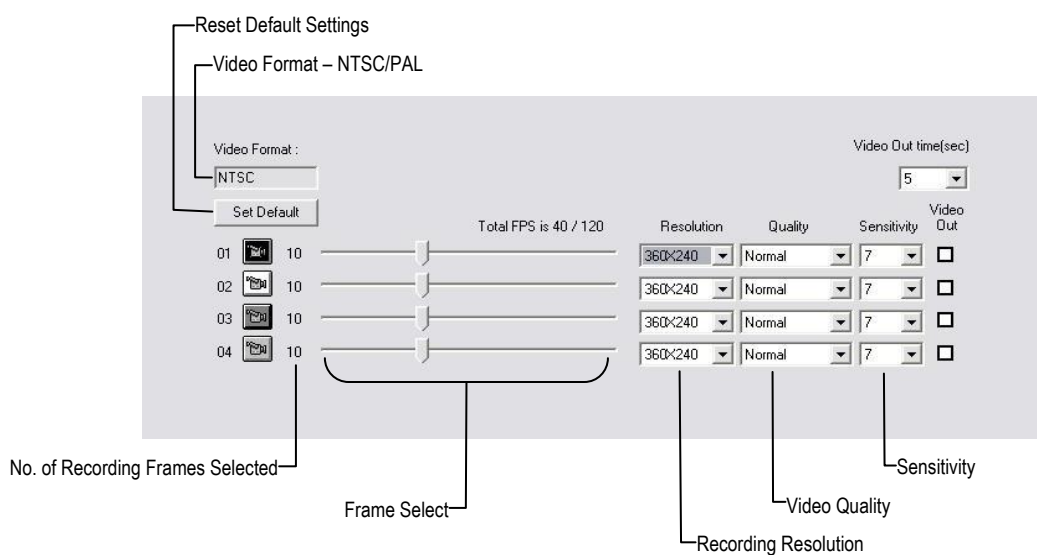 Reset Default Settings
Video Format – NTSC/PAL
Video Format :
Video Out time(sec)
NTSC
5
Set Default
Total FPS is 40 / 120
Resolution
Quality
Sensitivity
Video Out
01 10 360X240 Normal 7
02 10 360X240 Normal 7
03 10 360X240 Normal 7
04 10 360X240 Normal 7
No. of Recording Frames Selected
Sensitivity
Frame Select
Video Quality
Recording Resolution